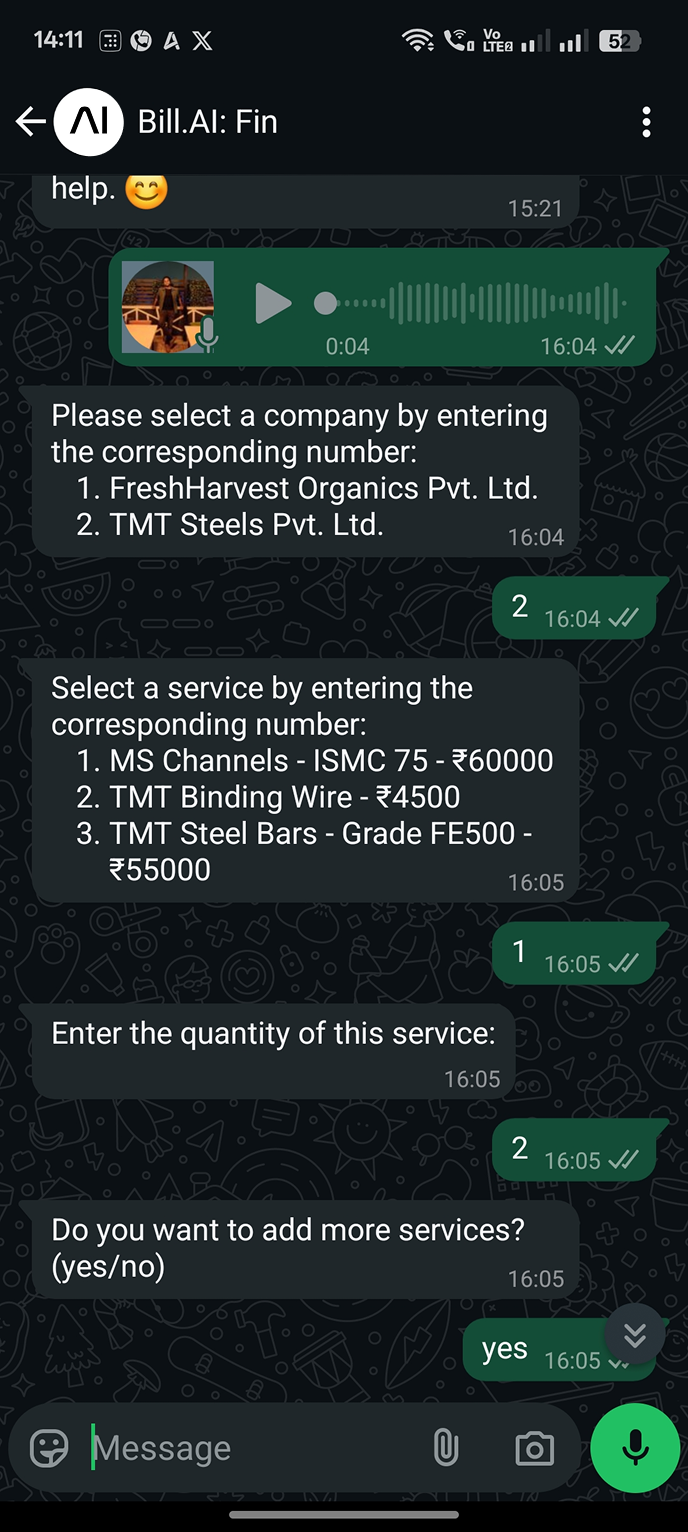 14:11
Vo
LTE2
52
AI
Bill.AI: Fin
help. 😊
15:21
0:04
16:04
Please select a company by entering
the corresponding number:
1. FreshHarvest Organics Pvt. Ltd.
2. TMT Steels Pvt. Ltd.
16:04
2
16:04
Select a service by entering the
corresponding number:
1. MS Channels - ISMC 75 - ₹60000
2. TMT Binding Wire - ₹4500
3. TMT Steel Bars - Grade FE500 -
₹55000
16:05
1
16:05
Enter the quantity of this service:
16:05
2
16:05
Do you want to add more services?
(yes/no)
16:05
yes
16:05
Message